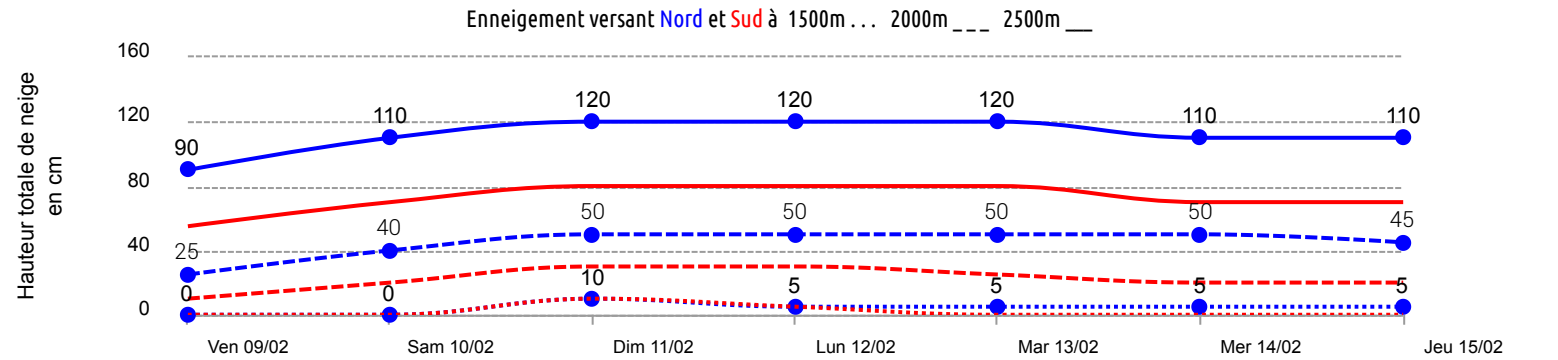 Enneigement versant Nord et Sud à 1500m . . . 2000m _ _ _ 2500m __
Hauteur totale de neige
en cm
160
120
80
40
0
90
110
120
120
120
110
110
25
40
50
50
50
50
45
0
0
10
5
5
5
5
Ven 09/02
Sam 10/02
Dim 11/02
Lun 12/02
Mar 13/02
Mer 14/02
Jeu 15/02